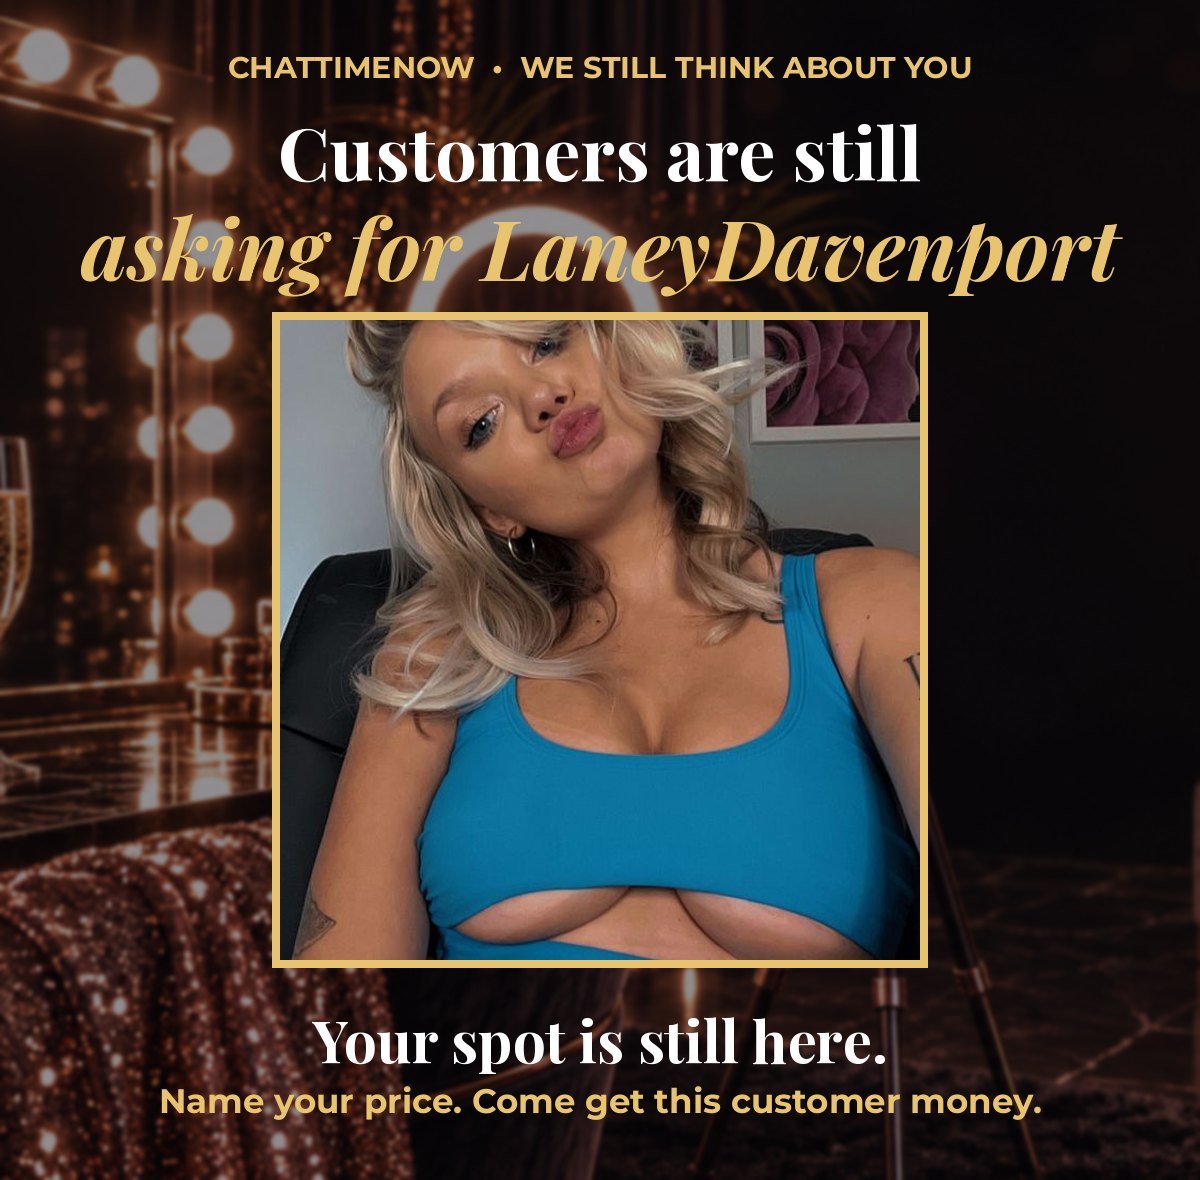 CHATTIMENOW • WE STILL THINK ABOUT YOU
Customers are still
asking for LaneyDavenport
Your spot is still here.
Name your price. Come get this customer money.